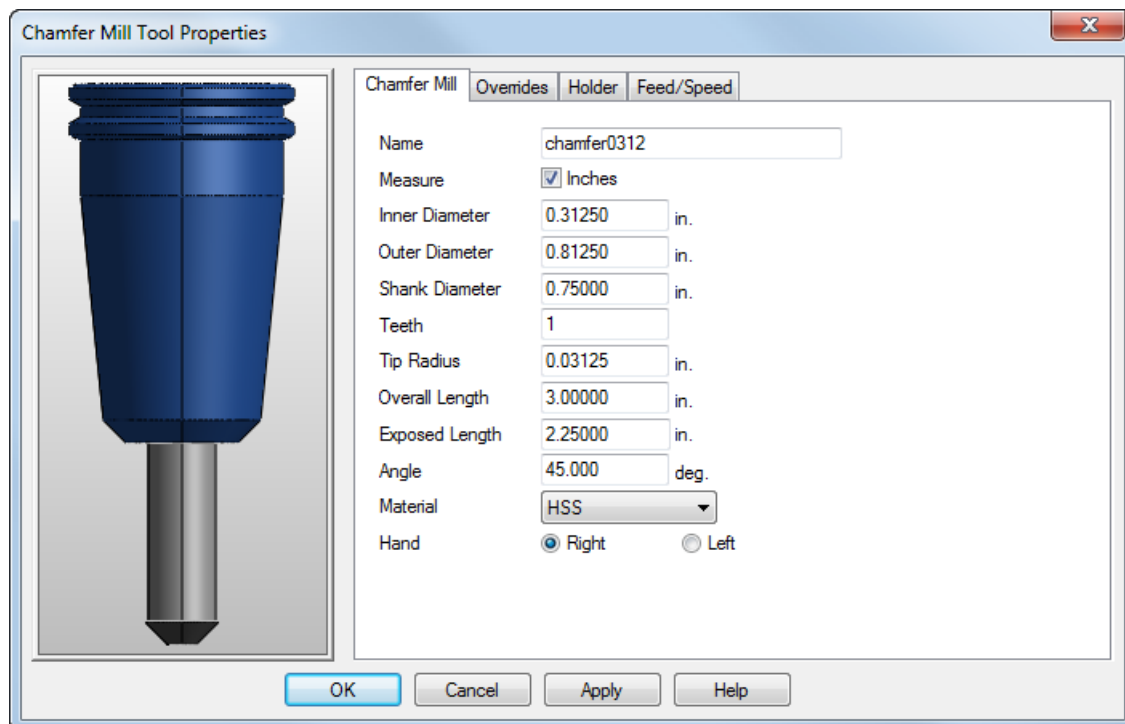 Chamfer Mill Tool Properties
Chamfer Mill Overrides Holder Feed/Speed
Name chamfer0312
Measure Inches
Inner Diameter 0.31250 in.
Outer Diameter 0.81250 in.
Shank Diameter 0.75000 in.
Teeth 1
Tip Radius 0.03125 in.
Overall Length 3.00000 in.
Exposed Length 2.25000 in.
Angle 45.000 deg.
Material HSS
Hand Right Left
OK Cancel Apply Help